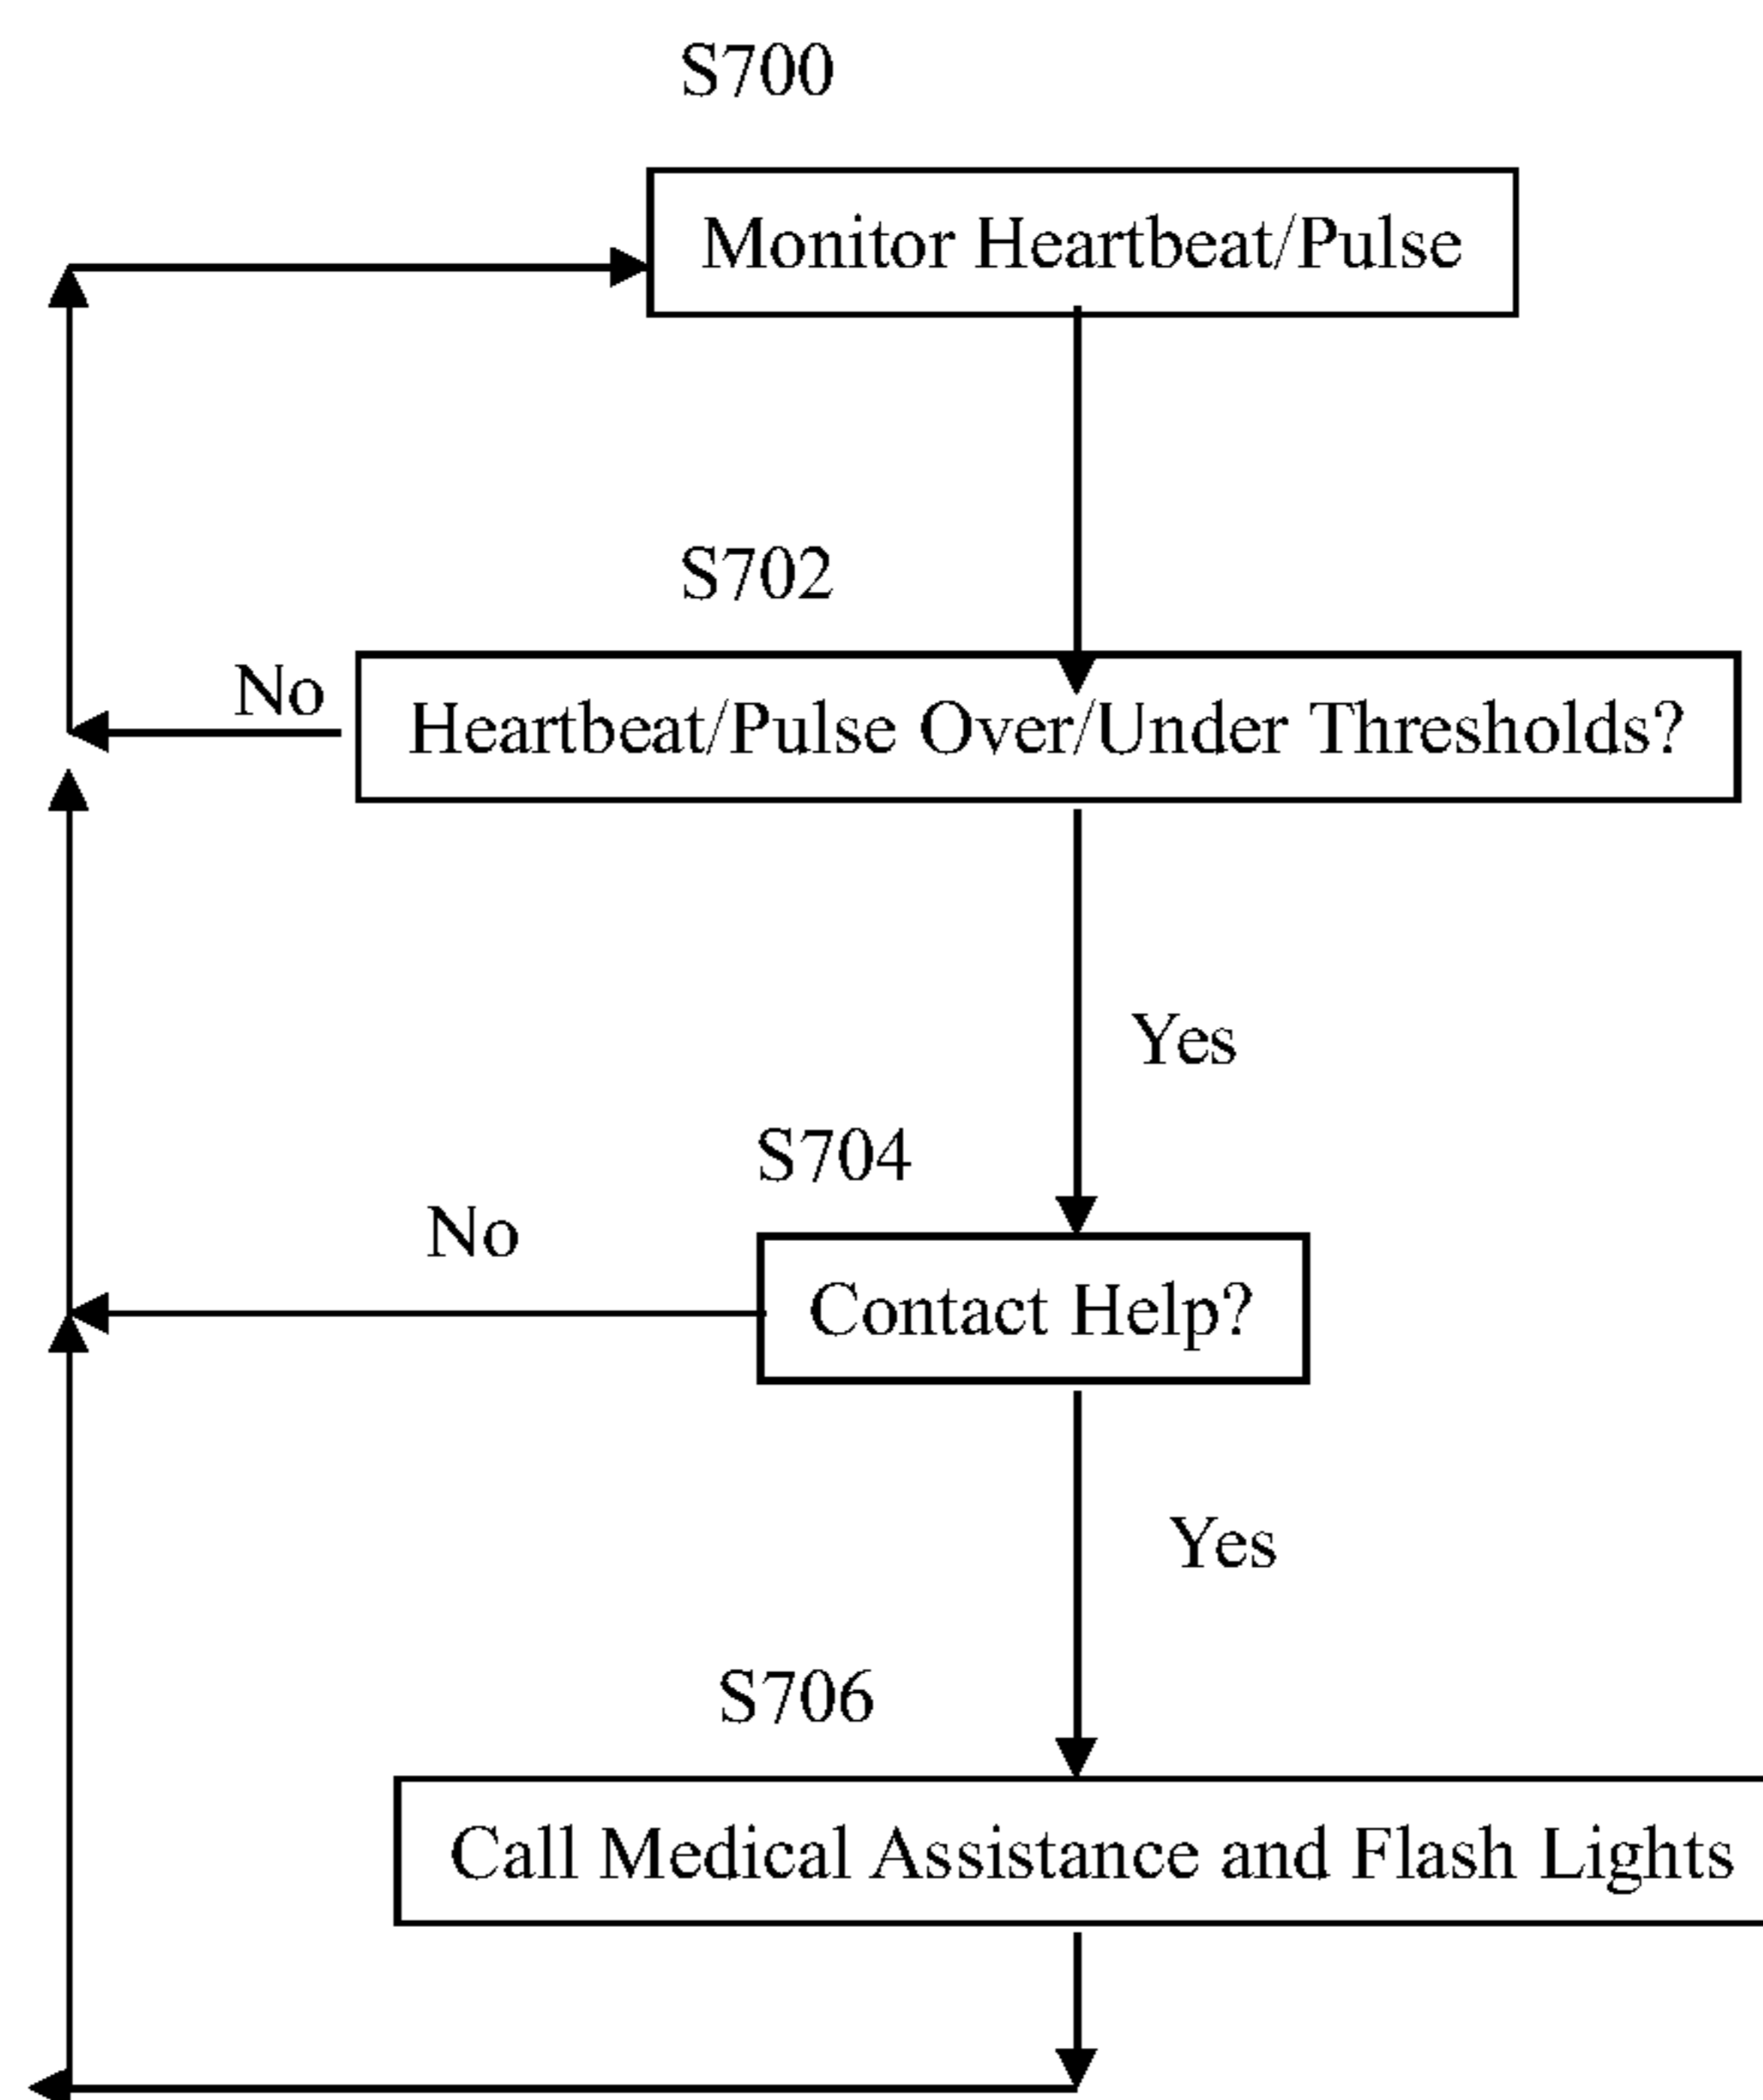 S700
Monitor Heartbeat/Pulse
S702
No
Heartbeat/Pulse Over/Under Thresholds?
Yes
S704
No
Contact Help?
Yes
S706
Call Medical Assistance and Flash Lights